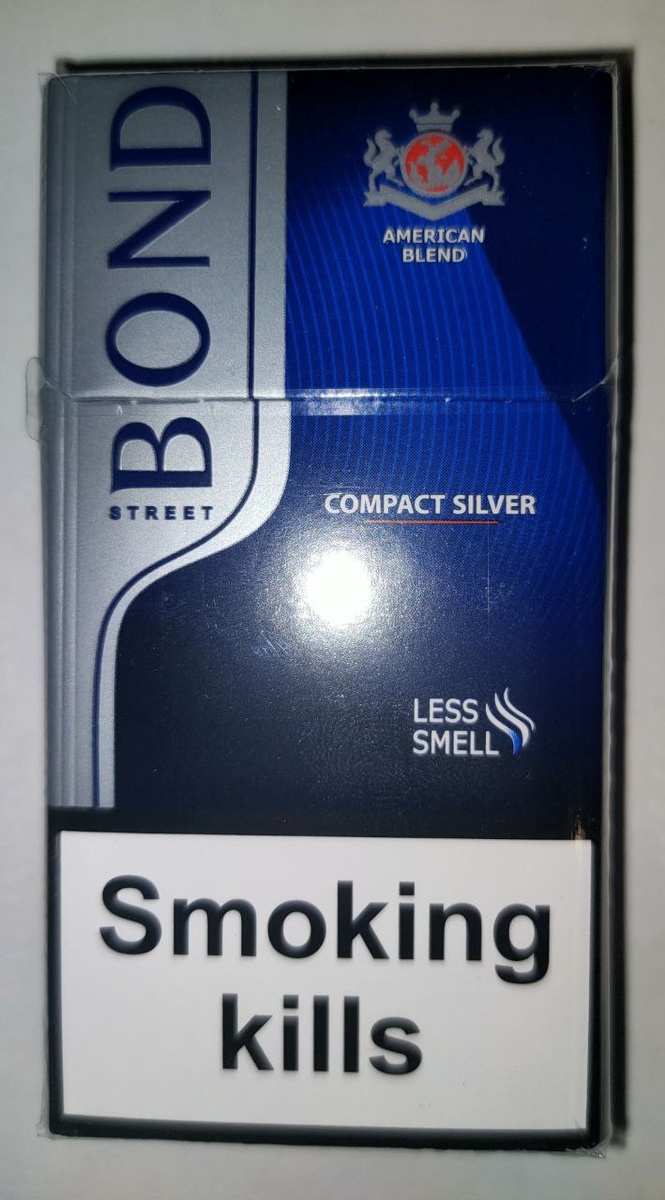 BOND
STREET
AMERICAN
BLEND
COMPACT SILVER
LESS
SMELL
Smoking
kills